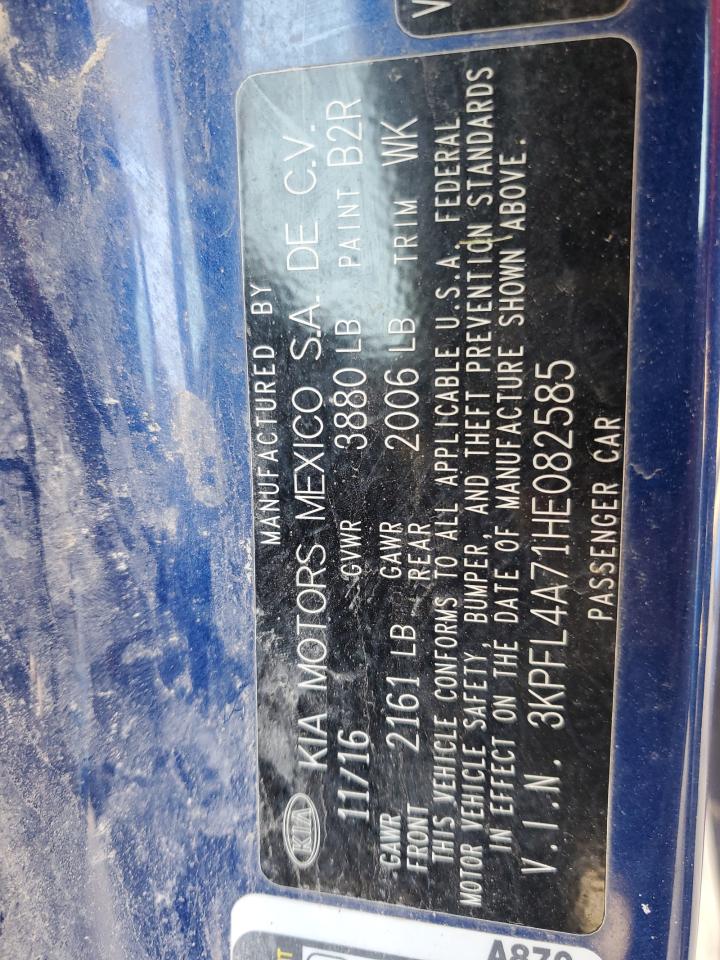 MANUFACTURED BY
KIA KIA MOTORS MEXICO S.A. DE C.V.
11/16 GVWR 3880 LB PAINT B2R
GAWR FRONT 2161 LB GAWR REAR 2006 LB TRIM WK
THIS VEHICLE CONFORMS TO ALL APPLICABLE U.S.A. FEDERAL
MOTOR VEHICLE SAFETY, BUMPER, AND THEFT PREVENTION STANDARDS
IN EFFECT ON THE DATE OF MANUFACTURE SHOWN ABOVE.
V.I.N. 3KPFL4A71HE082585
PASSENGER CAR